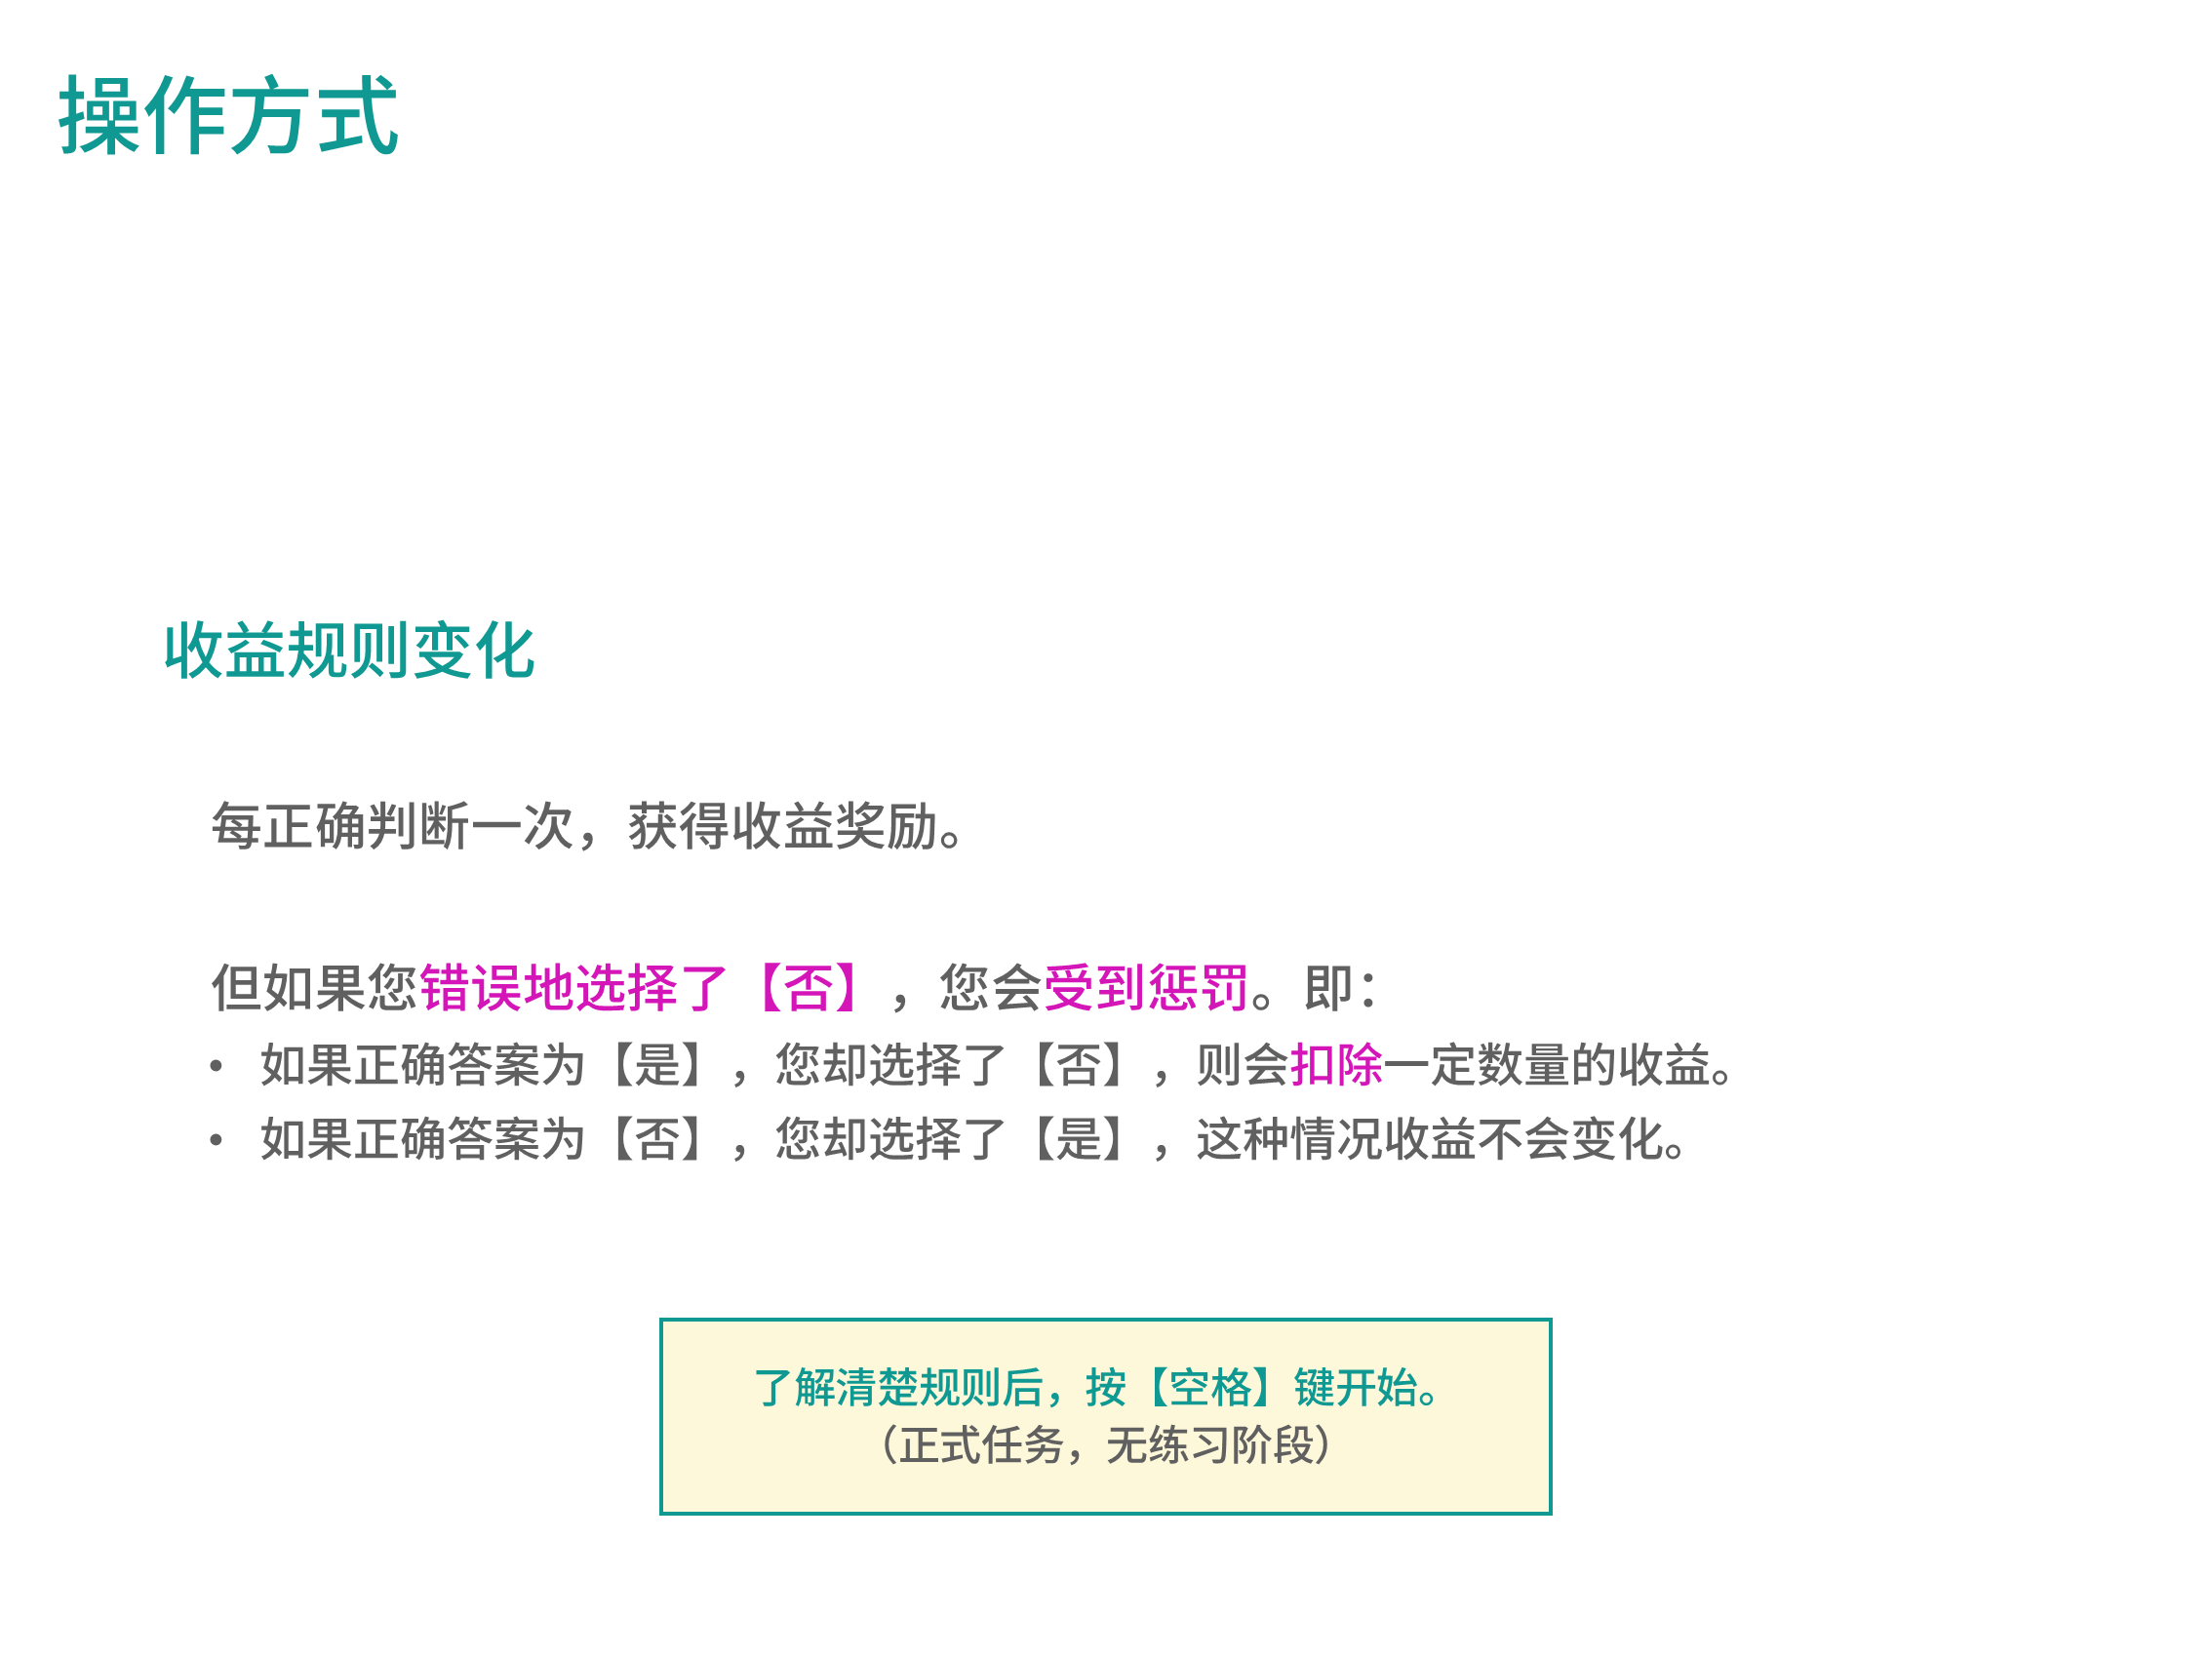 操作方式
收益规则变化
每正确判断一次，获得收益奖励。
但如果您错误地选择了【否】，您会受到惩罚。即：
• 如果正确答案为【是】，您却选择了【否】，则会扣除一定数量的收益。
• 如果正确答案为【否】，您却选择了【是】，这种情况收益不会变化。
了解清楚规则后，按【空格】键开始。
（正式任务，无练习阶段）